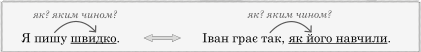 як? яким чином? як? яким чином?
Я пишу швидко. Іван грає так, як його навчили.